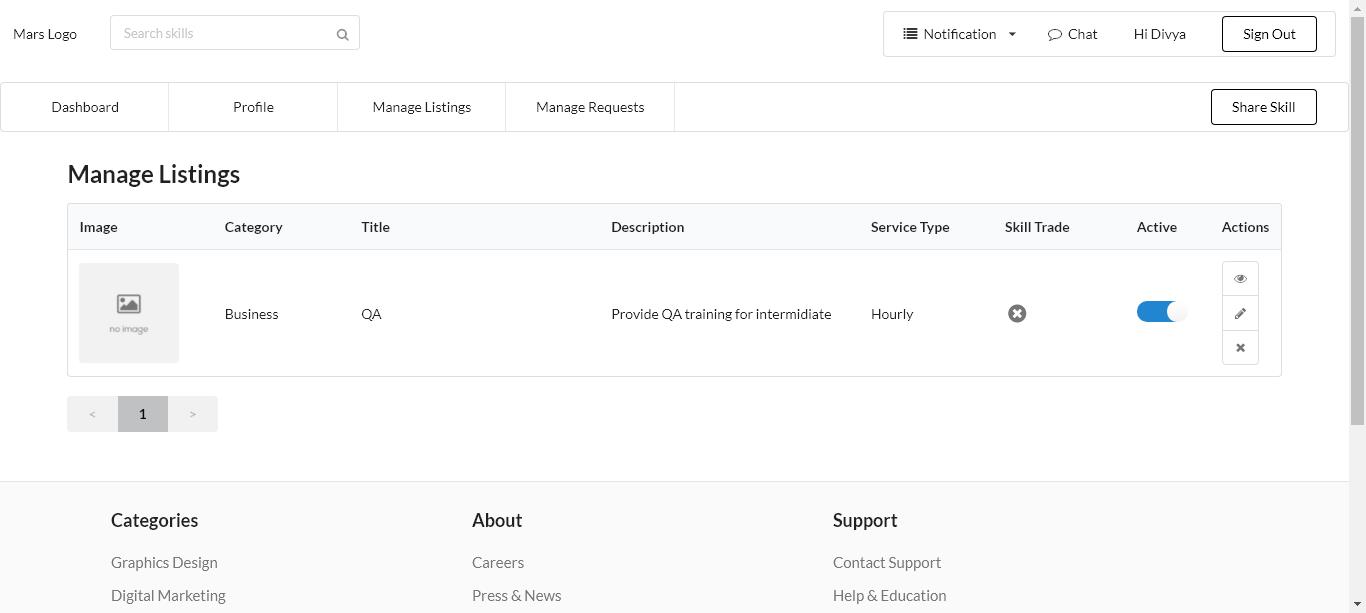 Mars Logo
Search skills
Notification
Chat
Hi Divya
Sign Out
Dashboard
Profile
Manage Listings
Manage Requests
Share Skill
Manage Listings
Image Category Title Description Service Type Skill Trade Active Actions
no image
Business QA Provide QA training for intermidiate Hourly
< 1 >
Categories About Support
Graphics Design Careers Contact Support
Digital Marketing Press & News Help & Education